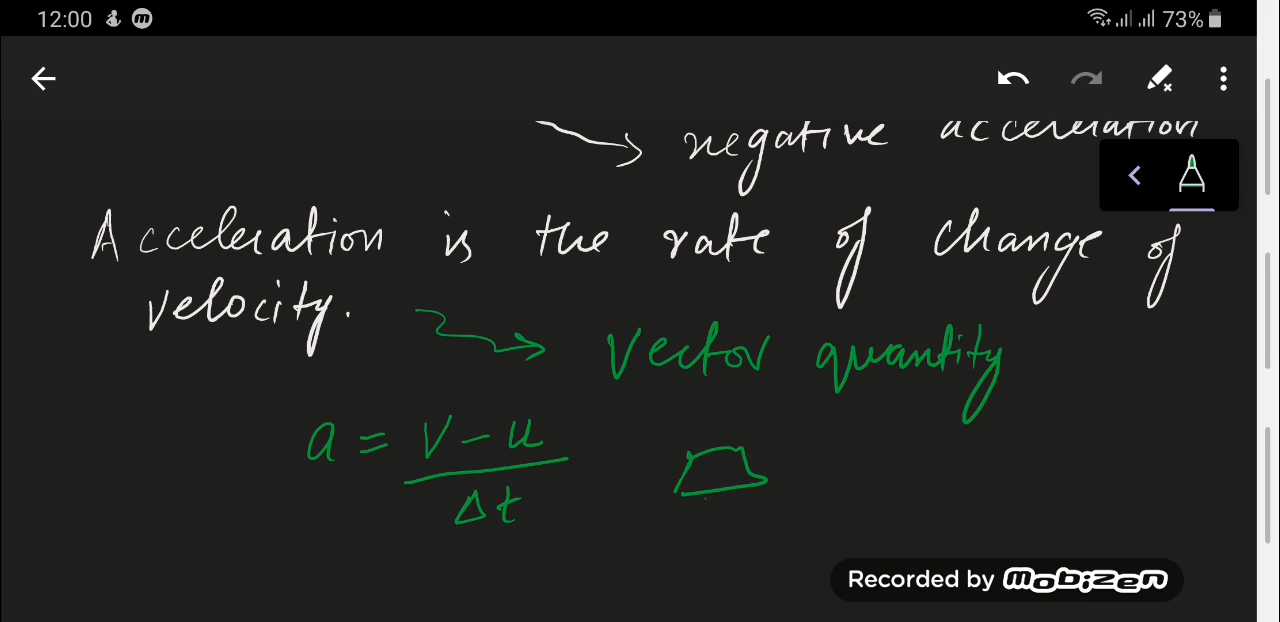 12:00 73%
negative acceleration
Acceleration is the rate of change of
velocity.
Vector quantity
a = V - u
Δt
Recorded by mobizen